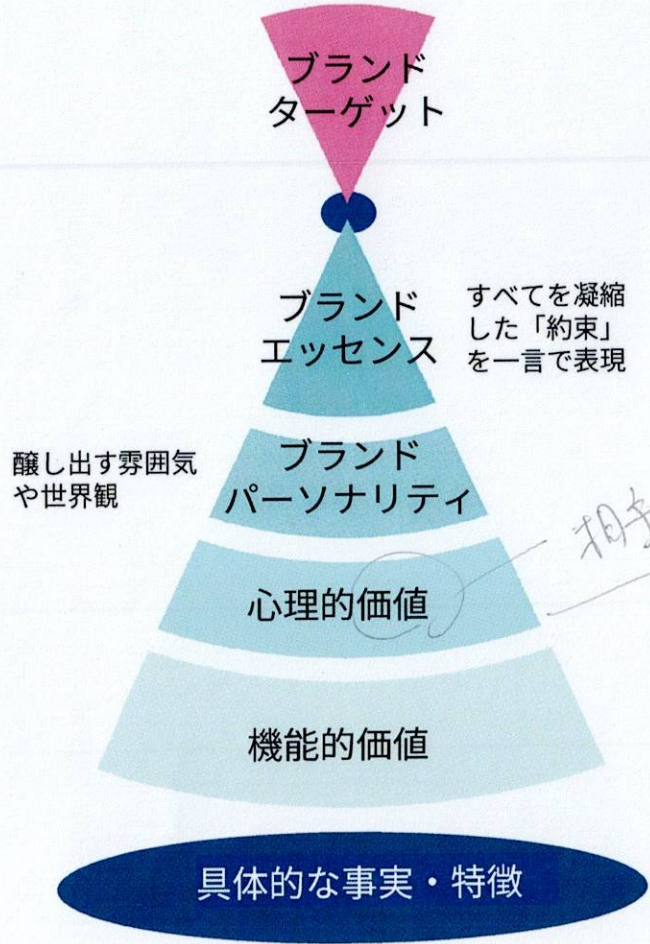 ブランド
ターゲット
ブランド
エッセンス
すべてを凝縮
した「約束」
を一言で表現
醸し出す雰囲気
や世界観
ブランド
パーソナリティ
相手
心理的価値
機能的価値
具体的な事実・特徴